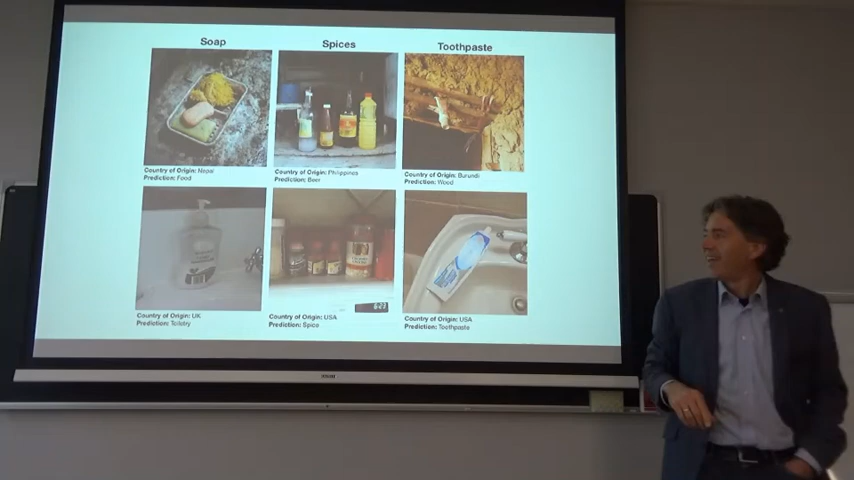 Soap
Spices
Toothpaste
Country of Origin: Nepal
Prediction: Food
Country of Origin: Philippines
Prediction: Beer
Country of Origin: Burundi
Prediction: Wood
Country of Origin: UK
Prediction: Toiletry
Country of Origin: USA
Prediction: Spice
Country of Origin: USA
Prediction: Toothpaste